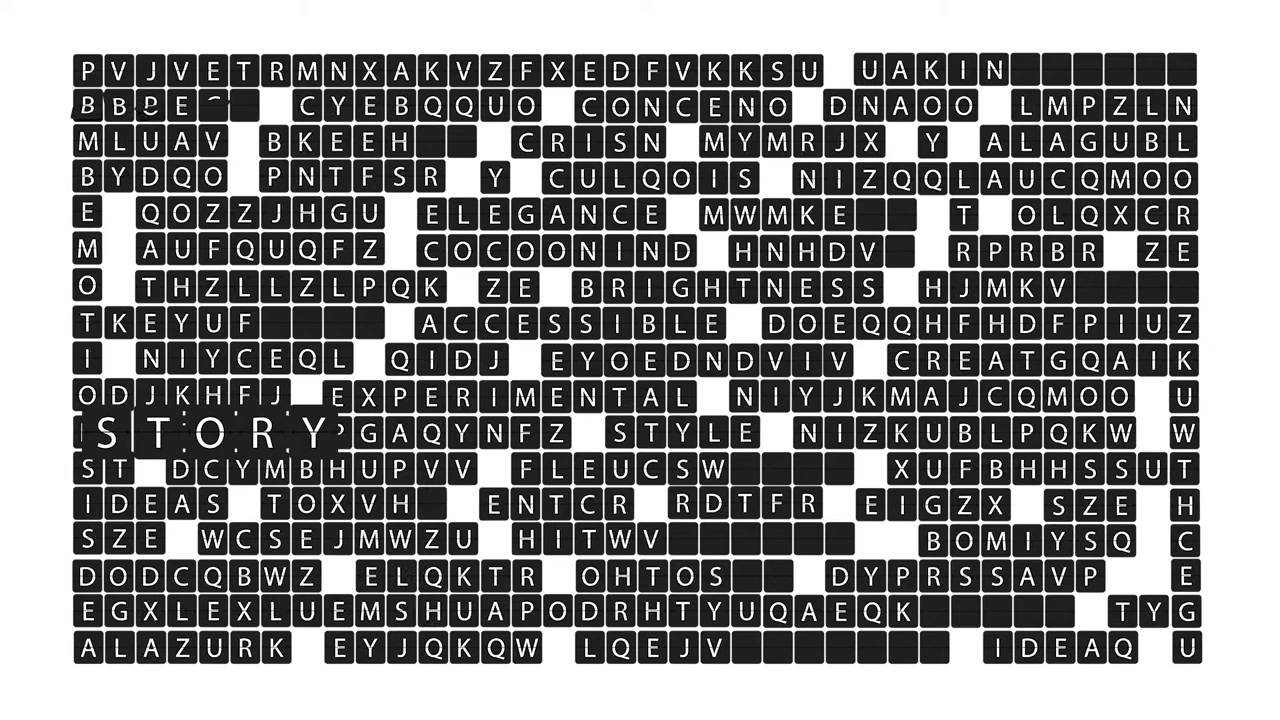 PVJVETRMNXAKVZFXEDFVKKSU UAKIN
CYEBQQUO CONCENO DNAOO LMPZLN
MLUAV BKEEH CRISN MYMRJX Y ALAGUBL
BYDQO PNTFSR Y CULQOIS NIZQQLAUCQMOO
E QOZZJHGU ELEGANCE MWMKE T OLQXCR
M AUFQUQFZ COCOONIND HNHDV RPRBR ZE
O THZLLZLPQK ZE BRIGHTNESS HJMKV
TKEYUF ACCESSIBLE DOEQQHFHDFPIUZ
I NIYCEQL QIDJ EYOEDNDVIV CREATGQAIK
ODJKHFJ EXPERIMENTAL NIYJKMAJCQMOO U
STORY GAQYNFZ STYLE NIZKUBLPQKW W
ST DCYMBHUPVV FLEUCSW XUFBHHSSUT
IDEAS TOXVH ENTCR RDTFR EIGZX SZE H
SZE WCSEJMWZU HITWV BOMIYSQ C
DODCQBWZ ELQKTR OHTOS DYPRSSAVP E
EGXLEXLUEMSHUAPODRHTYUQAEQK TYG
ALAZURK EYJQKQW LQEJV IDEAQ U